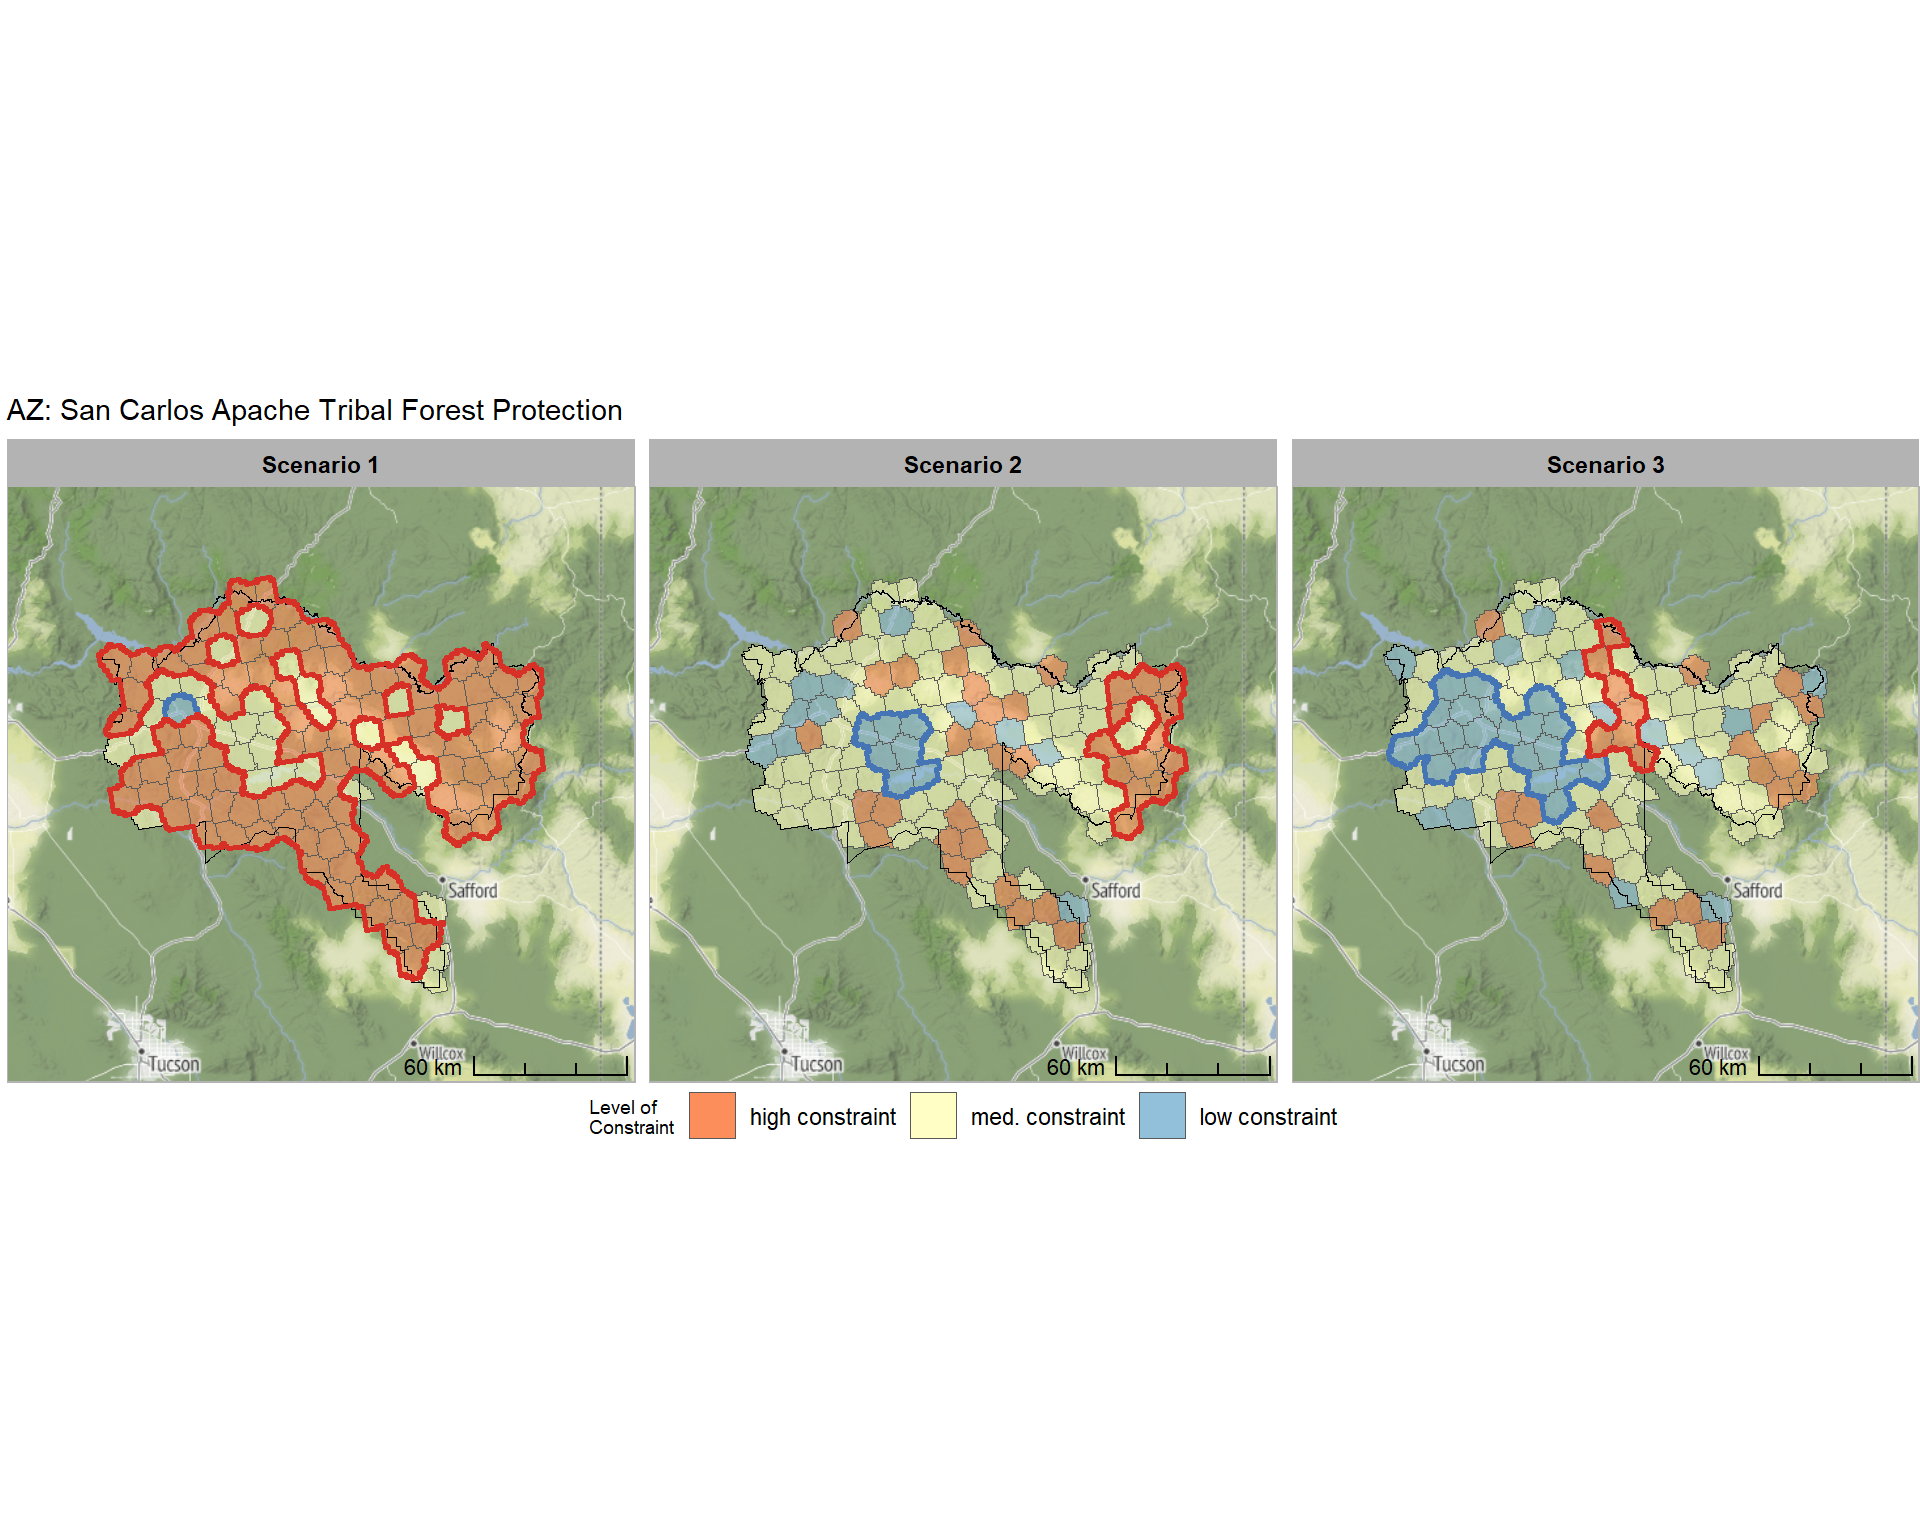 AZ: San Carlos Apache Tribal Forest Protection
Scenario 1
Scenario 2
Scenario 3
Safford
Safford
Safford
Tucson
Willcox
60 km
Tucson
Willcox
60 km
Tucson
Willcox
60 km
Level of
Constraint
high constraint
med. constraint
low constraint